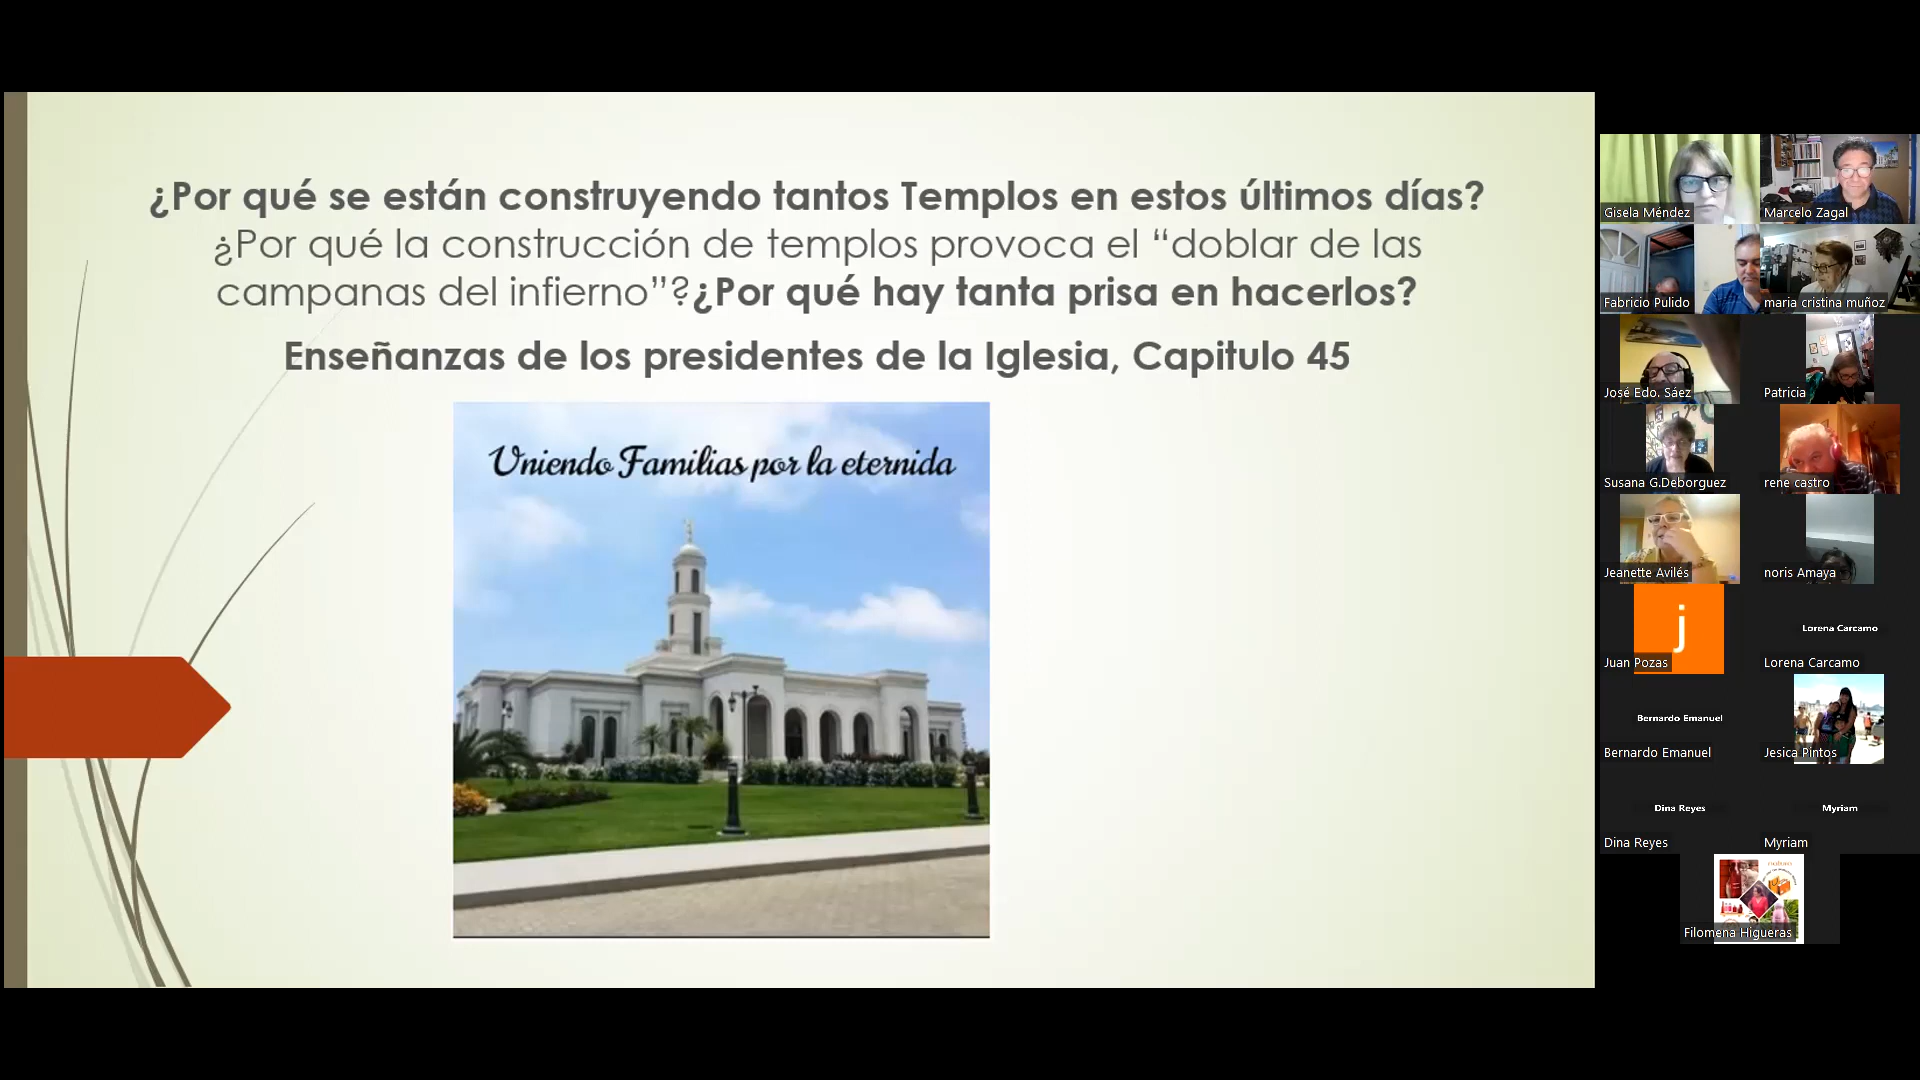 ¿Por qué se están construyendo tantos Templos en estos últimos días?
¿Por qué la construcción de templos provoca el “doblar de las
campanas del infierno”?¿Por qué hay tanta prisa en hacerlos?
Enseñanzas de los presidentes de la Iglesia, Capitulo 45
Uniendo Familias por la eternida
Gisela Méndez
Marcelo Zagal
Fabricio Pulido
maria cristina muñoz
José Edo. Sáez
Patricia
Susana G.Deborguez
rene castro
Jeanette Avilés
noris Amaya
j
Juan Pozas
Lorena Carcamo
Lorena Carcamo
Bernardo Emanuel
Bernardo Emanuel
Jesica Pintos
Dina Reyes
Myriam
Dina Reyes
Myriam
Filomena Higueras